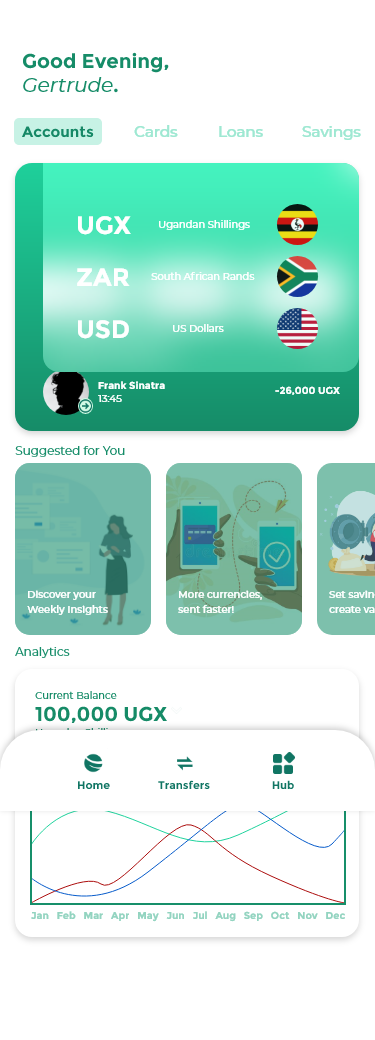 Good Evening,
Gertrude.
Accounts Cards Loans Savings
UGX Ugandan Shillings
ZAR South African Rands
USD US Dollars
Frank Sinatra
13:45
-26,000 UGX
Suggested for You
Discover your
Weekly Insights
More currencies,
sent faster!
Set savin
create va
Analytics
Current Balance
100,000 UGX
Home Transfers Hub
Jan Feb Mar Apr May Jun Jul Aug Sep Oct Nov Dec